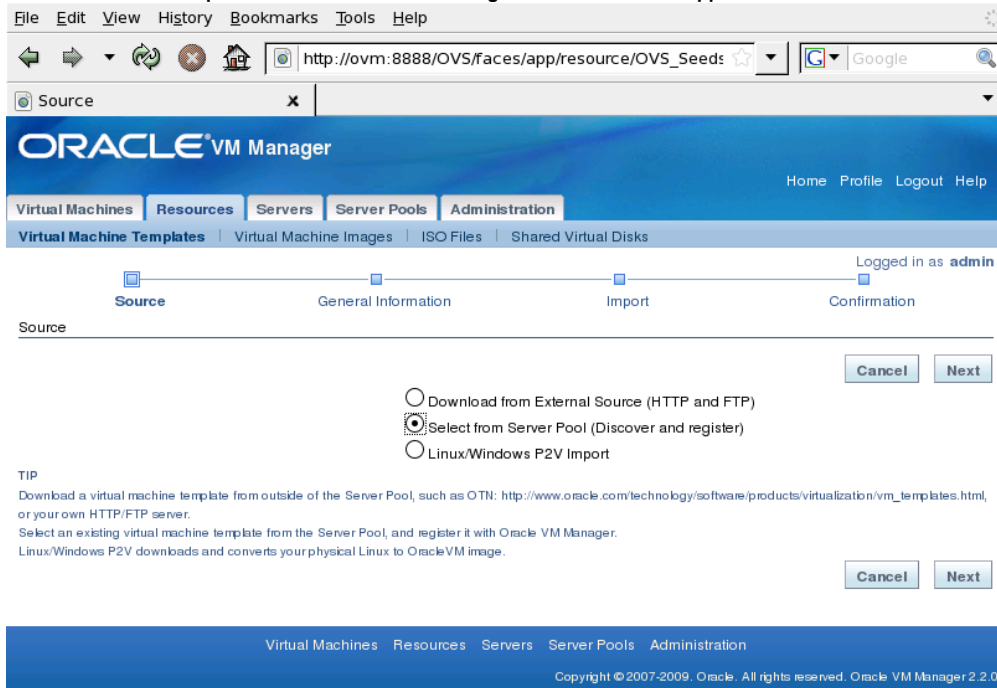 File Edit View History Bookmarks Tools Help
http://ovm:8888/OVS/faces/app/resource/OVS_Seeds
G Google
Source x
ORACLE VM Manager
Home Profile Logout Help
Virtual Machines Resources Servers Server Pools Administration
Virtual Machine Templates | Virtual Machine Images | ISO Files | Shared Virtual Disks
Logged in as admin
Source General Information Import Confirmation
Source
Cancel Next
Download from External Source (HTTP and FTP)
Select from Server Pool (Discover and register)
Linux/Windows P2V Import
TIP
Download a virtual machine template from outside of the Server Pool, such as OTN: http://www.oracle.com/technology/software/products/virtualization/vm_templates.html,
or your own HTTP/FTP server.
Select an existing virtual machine template from the Server Pool, and register it with Oracle VM Manager.
Linux/Windows P2V downloads and converts your physical Linux to OracleVM image.
Cancel Next
Virtual Machines Resources Servers Server Pools Administration
Copyright © 2007-2009. Oracle. All rights reserved. Oracle VM Manager 2.2.0